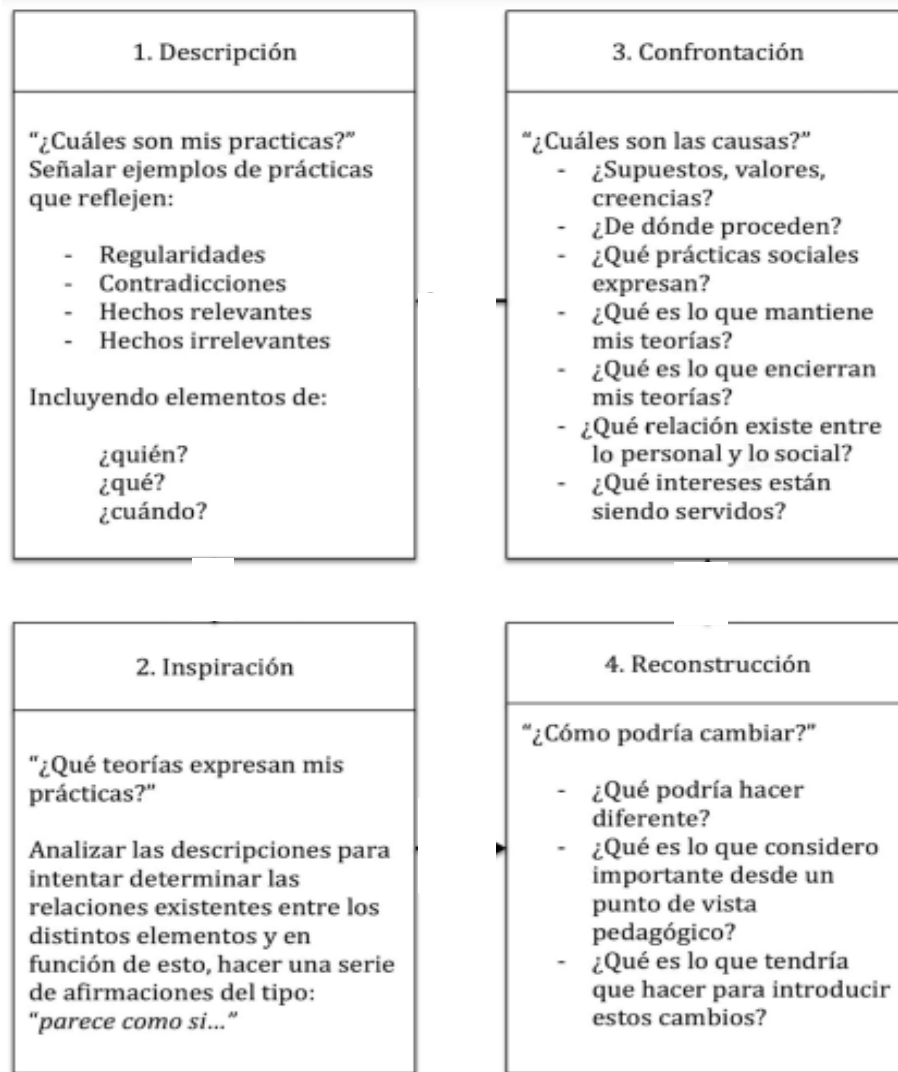 1. Descripción
“¿Cuáles son mis practicas?”
Señalar ejemplos de prácticas
que reflejen:
- Regularidades
- Contradicciones
- Hechos relevantes
- Hechos irrelevantes
Incluyendo elementos de:
¿quién?
¿qué?
¿cuándo?
2. Inspiración
“¿Qué teorías expresan mis
prácticas?”
Analizar las descripciones para
intentar determinar las
relaciones existentes entre los
distintos elementos y en
función de esto, hacer una serie
de afirmaciones del tipo:
“parece como si...”
3. Confrontación
“¿Cuáles son las causas?”
- ¿Supuestos, valores,
creencias?
- ¿De dónde proceden?
- ¿Qué prácticas sociales
expresan?
- ¿Qué es lo que mantiene
mis teorías?
- ¿Qué es lo que encierran
mis teorías?
- ¿Qué relación existe entre
lo personal y lo social?
- ¿Qué intereses están
siendo servidos?
4. Reconstrucción
“¿Cómo podría cambiar?”
- ¿Qué podría hacer
diferente?
- ¿Qué es lo que considero
importante desde un
punto de vista
pedagógico?
- ¿Qué es lo que tendría
que hacer para introducir
estos cambios?